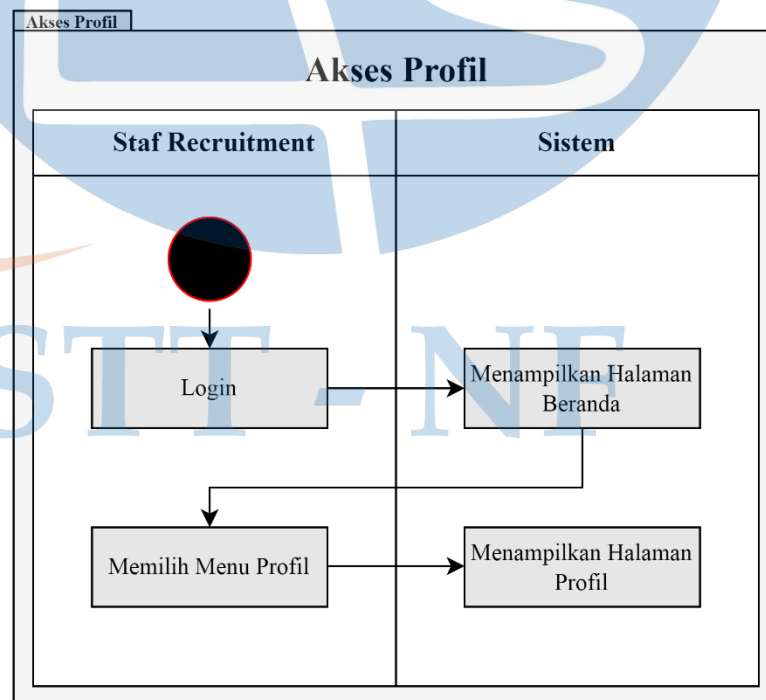 Akses Profil
Akses Profil
Staf Recruitment
Sistem
Login
Menampilkan Halaman
Beranda
Memilih Menu Profil
Menampilkan Halaman
Profil
STT - NF